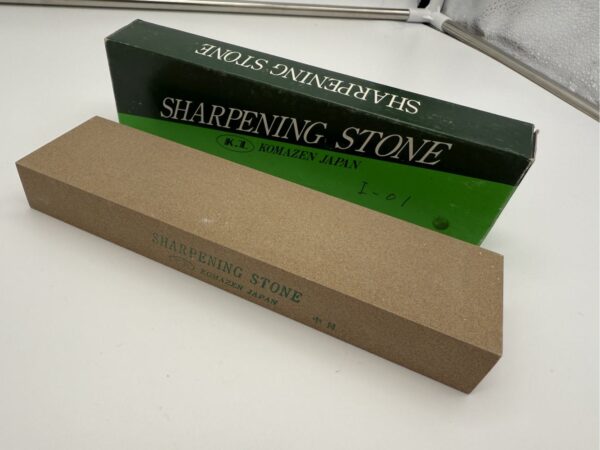 SHARPENING STONE
SHARPENING STONE
K.I.
KOMAZEN JAPAN
I-01
SHARPENING STONE
KOMAZEN JAPAN